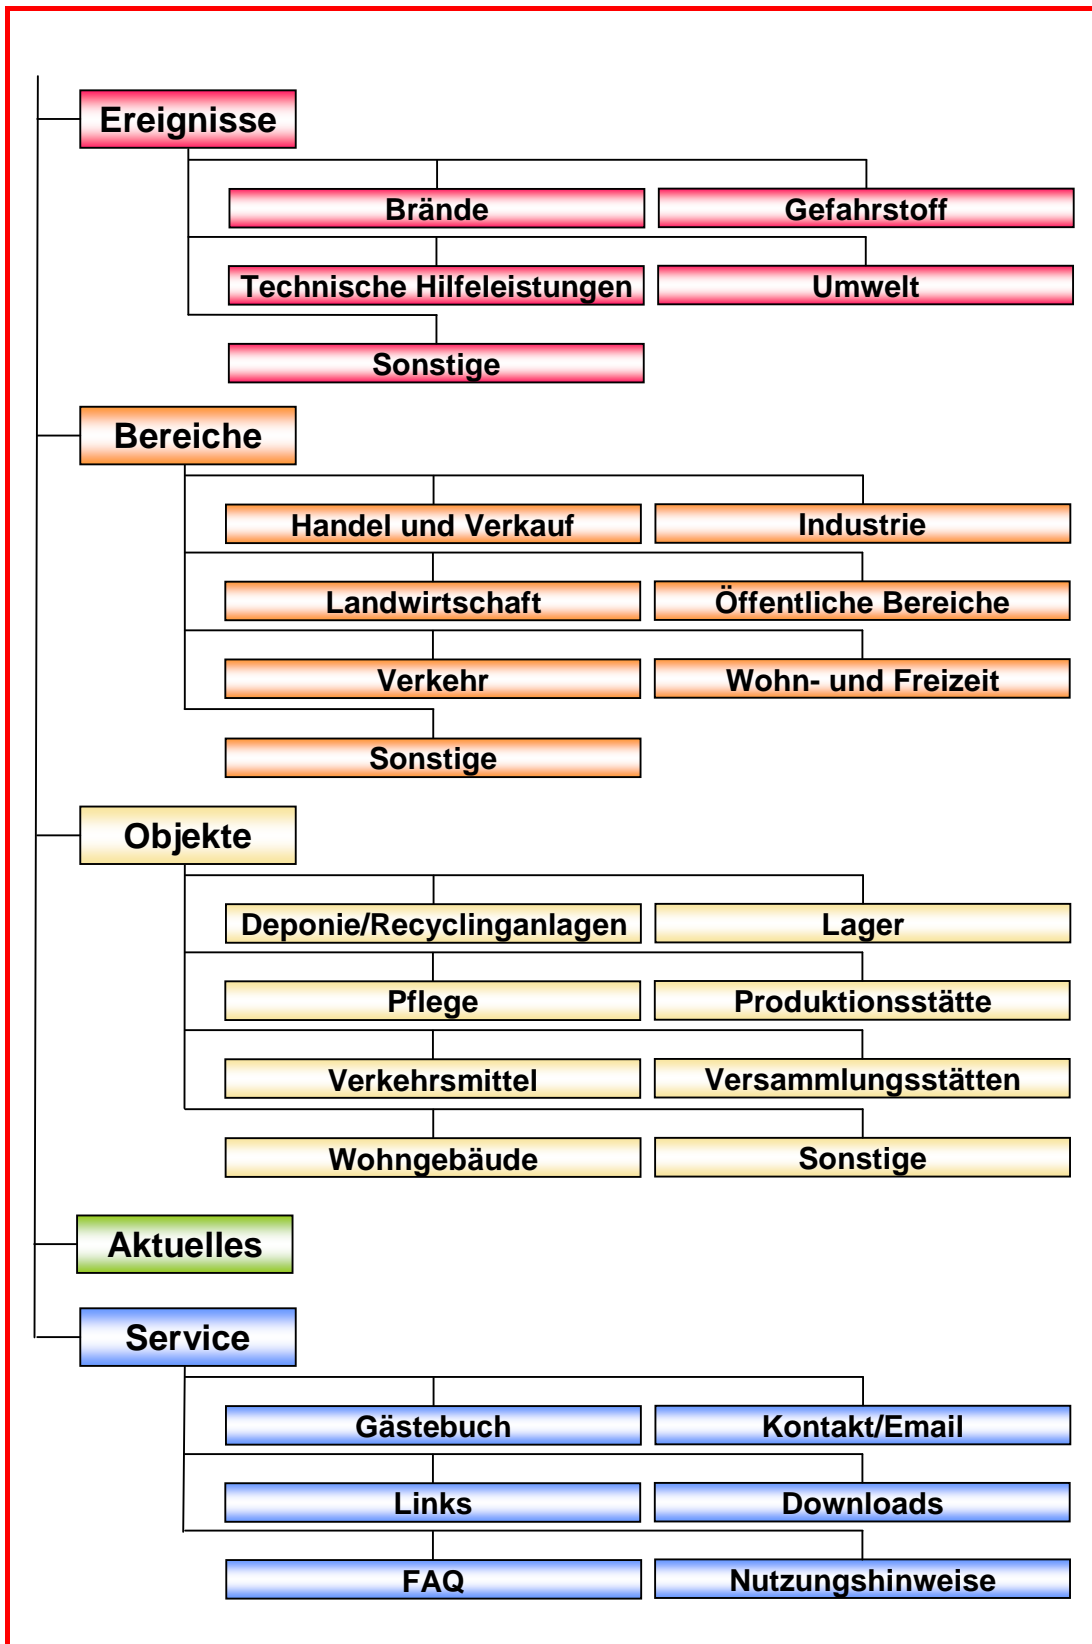 Ereignisse
Brände
Gefahrstoff
Technische Hilfeleistungen
Umwelt
Sonstige
Bereiche
Handel und Verkauf
Industrie
Landwirtschaft
Öffentliche Bereiche
Verkehr
Wohn- und Freizeit
Sonstige
Objekte
Deponie/Recyclinganlagen
Lager
Pflege
Produktionsstätte
Verkehrsmittel
Versammlungsstätten
Wohngebäude
Sonstige
Aktuelles
Service
Gästebuch
Kontakt/Email
Links
Downloads
FAQ
Nutzungshinweise